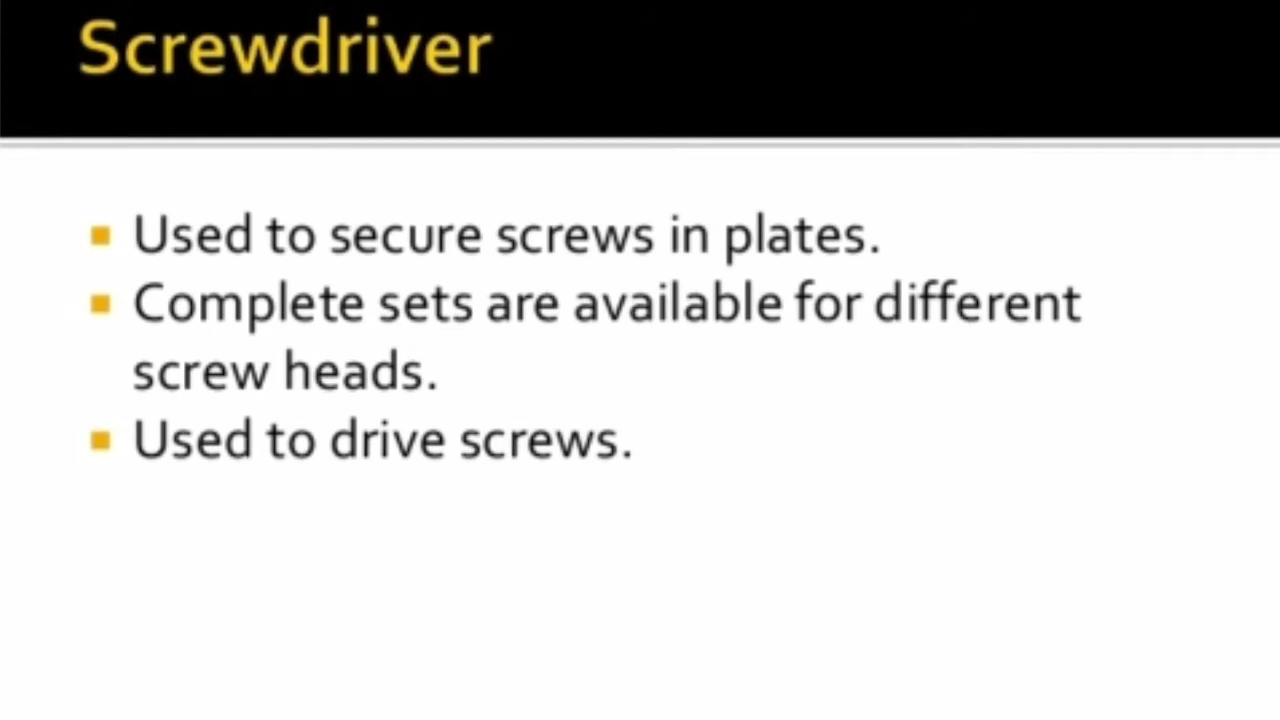 Screwdriver
Used to secure screws in plates.
Complete sets are available for different
screw heads.
Used to drive screws.